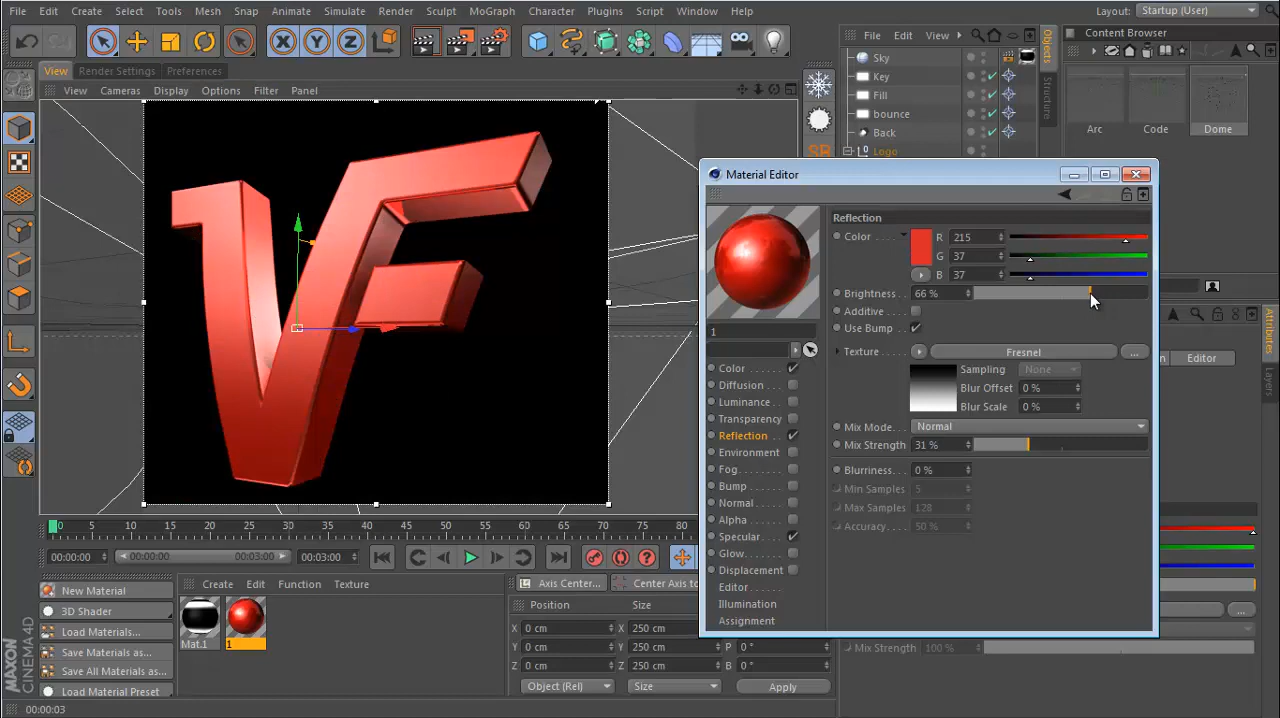 File Edit Create Select Tools Mesh Snap Animate Simulate Render Sculpt MoGraph Character Plugins Script Window Help
Layout: Startup (User)
X Y Z
File Edit View
Content Browser
View Render Settings Preferences
View Cameras Display Options Filter Panel
Objects
Structure
Sky
Key
Fill
bounce
Back
Logo
Arc Code Dome
VF
Material Editor
Reflection
Color R 215
G 37
B 37
Brightness 66 %
Additive
Use Bump
Texture Fresnel ...
Sampling None
Blur Offset 0 %
Blur Scale 0 %
Mix Mode Normal
Mix Strength 31 %
Blurriness 0 %
Min Samples 5
Max Samples 128
Accuracy 50 %
1
Color
Diffusion
Luminance
Transparency
Reflection
Environment
Fog
Bump
Normal
Alpha
Specular
Glow
Displacement
Editor
Illumination
Assignment
Attributes
Layers
Editor
Mix Strength 100 %
0 5 10 15 20 25 30 35 40 45 50 55 60 65 70 75 80
00:00:00 00:00:00 00:03:00 00:03:00
New Material
3D Shader
Load Materials...
Save Materials as...
Save All Materials as...
Load Material Preset
Create Edit Function Texture
Mat.1 1
Axis Center... Center Axis to
Position Size
X 0 cm X 250 cm
Y 0 cm Y 250 cm P 0 °
Z 0 cm Z 250 cm B 0 °
Object (Rel) Size Apply
MAXON
CINEMA 4D
00:00:03